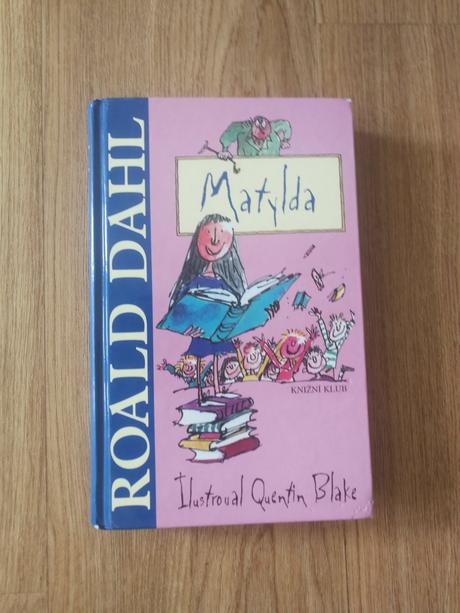 ROALD DAHL
Matylda
KNIŽNÍ KLUB
Ilustroval Quentin Blake